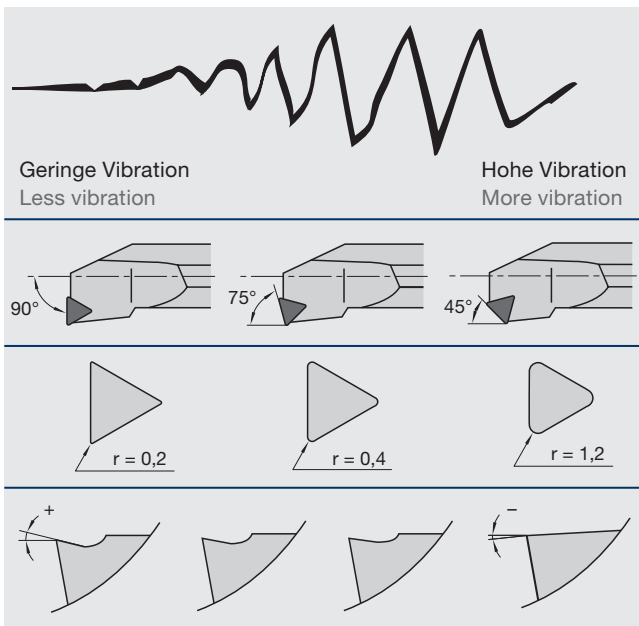 Geringe Vibration
Less vibration
Hohe Vibration
More vibration
90°
75°
45°
r = 0,2
r = 0,4
r = 1,2
+
–